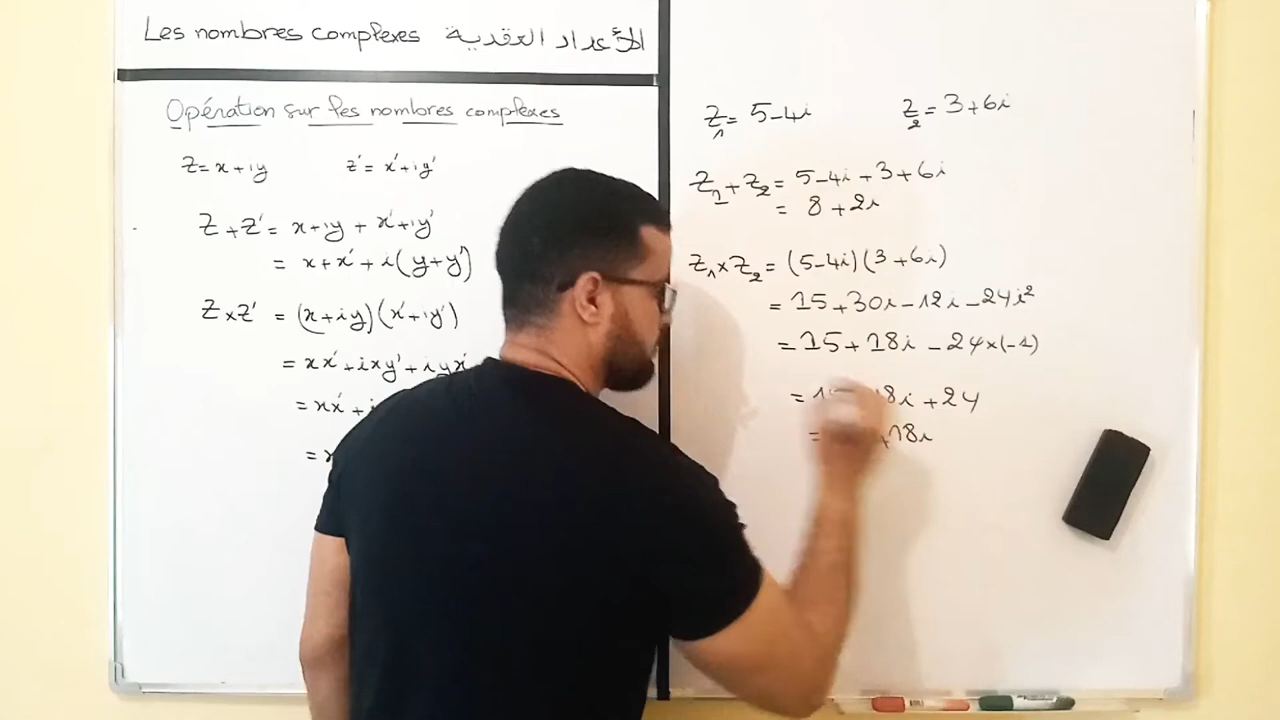 Les nombres complexes الأعداد العقدية
Opération sur les nombres complexes
Z=x+iy z'=x'+iy'
Z+Z'= x+iy+x'+iy'
= x+x'+i(y+y')
Z×Z' = (x+iy)(x'+iy')
= xx'+ixy'+iyx'
= xx'+
=
Z₁= 5-4i Z₂= 3+6i
Z₁+Z₂= 5-4i+3+6i
= 8+2i
Z₁×Z₂= (5-4i)(3+6i)
= 15+30i-12i-24i²
= 15+18i-24×(-1)
= 8i+24
= +18i